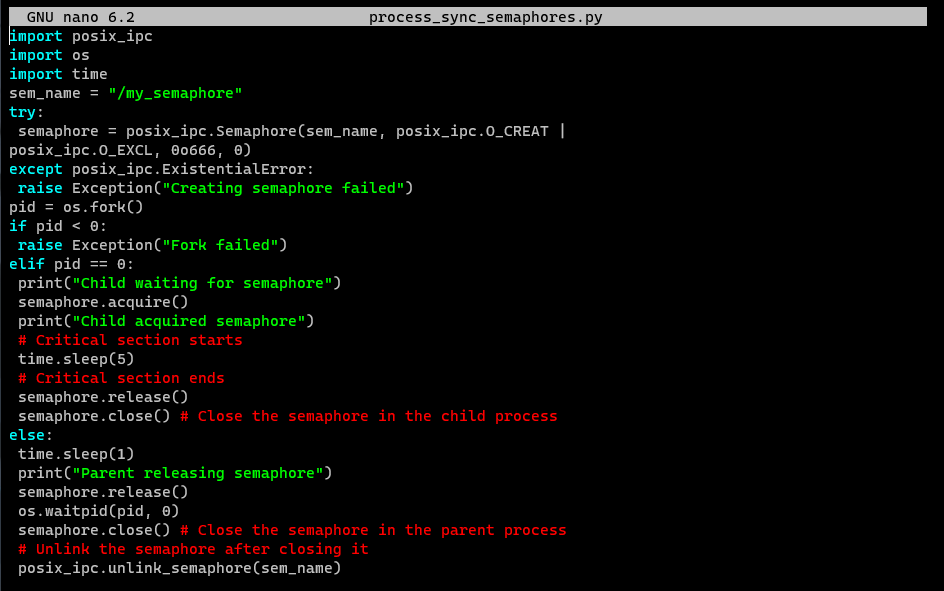 GNU nano 6.2 process_sync_semaphores.py
import posix_ipc
import os
import time
sem_name = "/my_semaphore"
try:
 semaphore = posix_ipc.Semaphore(sem_name, posix_ipc.O_CREAT |
posix_ipc.O_EXCL, 0o666, 0)
except posix_ipc.ExistentialError:
 raise Exception("Creating semaphore failed")
pid = os.fork()
if pid < 0:
 raise Exception("Fork failed")
elif pid == 0:
 print("Child waiting for semaphore")
 semaphore.acquire()
 print("Child acquired semaphore")
 # Critical section starts
 time.sleep(5)
 # Critical section ends
 semaphore.release()
 semaphore.close() # Close the semaphore in the child process
else:
 time.sleep(1)
 print("Parent releasing semaphore")
 semaphore.release()
 os.waitpid(pid, 0)
 semaphore.close() # Close the semaphore in the parent process
 # Unlink the semaphore after closing it
 posix_ipc.unlink_semaphore(sem_name)